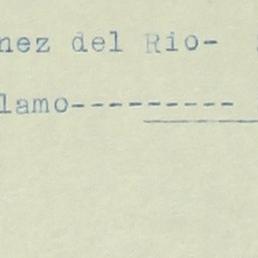 nez del Rio-
lamo---------